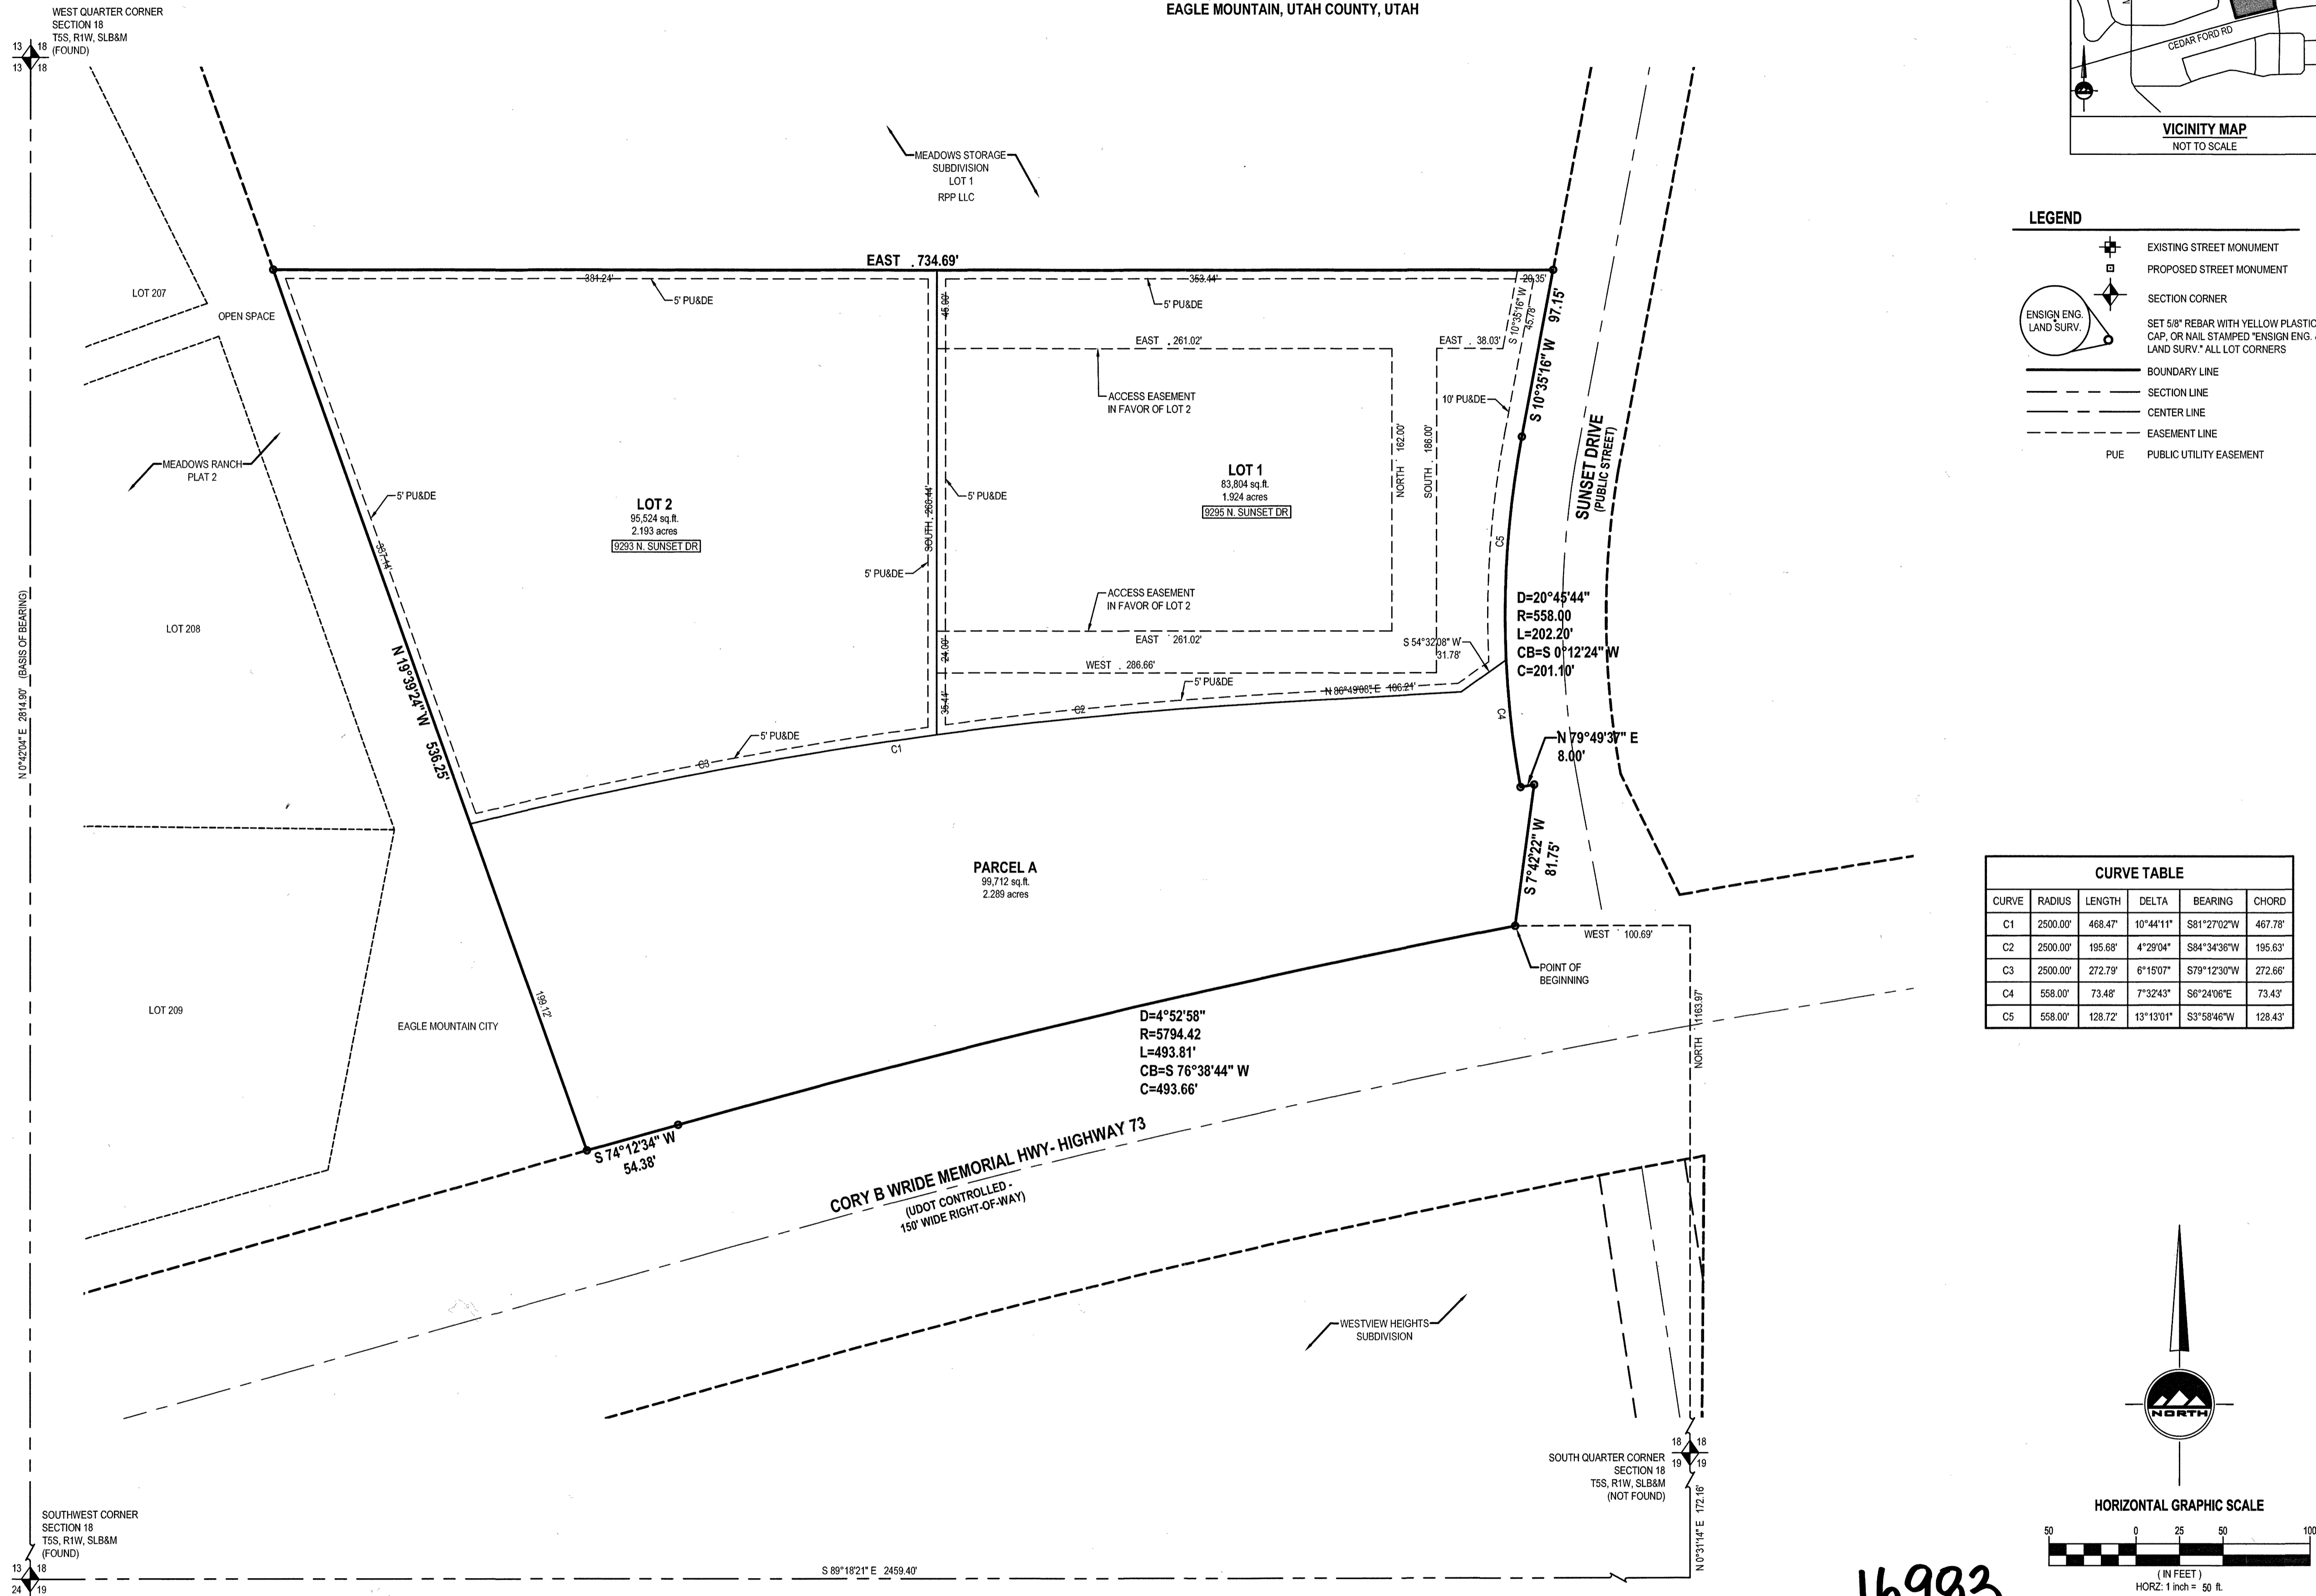 EAGLE MOUNTAIN, UTAH COUNTY, UTAH
WEST QUARTER CORNER
SECTION 18
T5S, R1W, SLB&M
(FOUND)
13 18
13 18
CEDAR FORD RD
VICINITY MAP
NOT TO SCALE
MEADOWS STORAGE
SUBDIVISION
LOT 1
RPP LLC
LEGEND
EXISTING STREET MONUMENT
PROPOSED STREET MONUMENT
SECTION CORNER
ENSIGN ENG.
LAND SURV.
SET 5/8" REBAR WITH YELLOW PLASTIC
CAP, OR NAIL STAMPED "ENSIGN ENG. &
LAND SURV." ALL LOT CORNERS
BOUNDARY LINE
SECTION LINE
CENTER LINE
EASEMENT LINE
PUE PUBLIC UTILITY EASEMENT
EAST 734.69'
381.24'
353.44'
20.35'
5' PU&DE
5' PU&DE
45.00'
S 10°35'16" W
45.78'
97.15'
S 10°35'16" W
LOT 207
OPEN SPACE
EAST 261.02'
EAST 38.03'
ACCESS EASEMENT
IN FAVOR OF LOT 2
10' PU&DE
NORTH 162.00'
SOUTH 186.00'
SUNSET DRIVE
(PUBLIC STREET)
MEADOWS RANCH
PLAT 2
5' PU&DE
337.14'
LOT 2
95,524 sq.ft.
2.193 acres
9293 N. SUNSET DR
SOUTH 266.44'
5' PU&DE
5' PU&DE
LOT 1
83,804 sq.ft.
1.924 acres
9295 N. SUNSET DR
C5
ACCESS EASEMENT
IN FAVOR OF LOT 2
EAST 261.02'
24.00'
WEST 286.66'
S 54°32'08" W
31.78'
D=20°45'44"
R=558.00
L=202.20'
CB=S 0°12'24" W
C=201.10'
LOT 208
N 0°42'04" E 2814.90' (BASIS OF BEARING)
N 19°39'24" W 536.25'
35.44'
5' PU&DE
N 86°49'08" E 106.21'
C2
C4
5' PU&DE
C1
C3
N 79°49'37" E
8.00'
S 7°42'22" W
81.75'
PARCEL A
99,712 sq.ft.
2.289 acres
WEST 100.69'
POINT OF
BEGINNING
NORTH 1163.97'
CURVE TABLE
CURVE RADIUS LENGTH DELTA BEARING CHORD
C1 2500.00' 468.47' 10°44'11" S81°27'02"W 467.78'
C2 2500.00' 195.68' 4°29'04" S84°34'36"W 195.63'
C3 2500.00' 272.79' 6°15'07" S79°12'30"W 272.66'
C4 558.00' 73.48' 7°32'43" S6°24'06"E 73.43'
C5 558.00' 128.72' 13°13'01" S3°58'46"W 128.43'
LOT 209
EAGLE MOUNTAIN CITY
199.12'
D=4°52'58"
R=5794.42
L=493.81'
CB=S 76°38'44" W
C=493.66'
S 74°12'34" W
54.38'
CORY B WRIDE MEMORIAL HWY- HIGHWAY 73
(UDOT CONTROLLED -
150' WIDE RIGHT-OF-WAY)
WESTVIEW HEIGHTS
SUBDIVISION
NORTH
SOUTH QUARTER CORNER
SECTION 18
T5S, R1W, SLB&M
(NOT FOUND)
18 18
19 19
N 0°31'14" E 172.16'
SOUTHWEST CORNER
SECTION 18
T5S, R1W, SLB&M
(FOUND)
13 18
24 19
S 89°18'21" E 2459.40'
HORIZONTAL GRAPHIC SCALE
50 0 25 50 100
( IN FEET )
HORZ: 1 inch = 50 ft.
16983